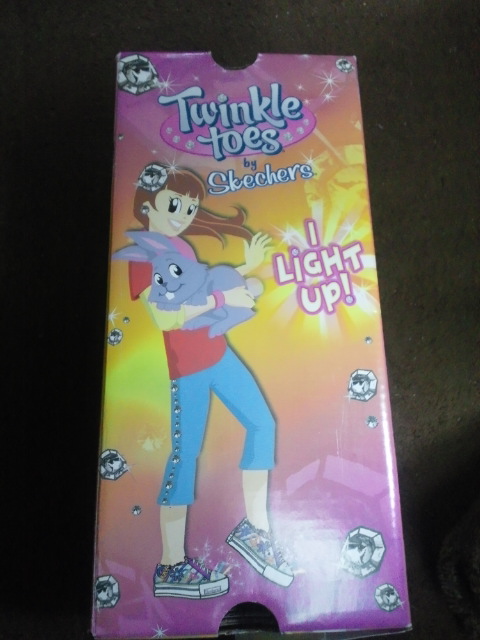 Twinkle
toes
by
Skechers
I
LiGHT
UP!